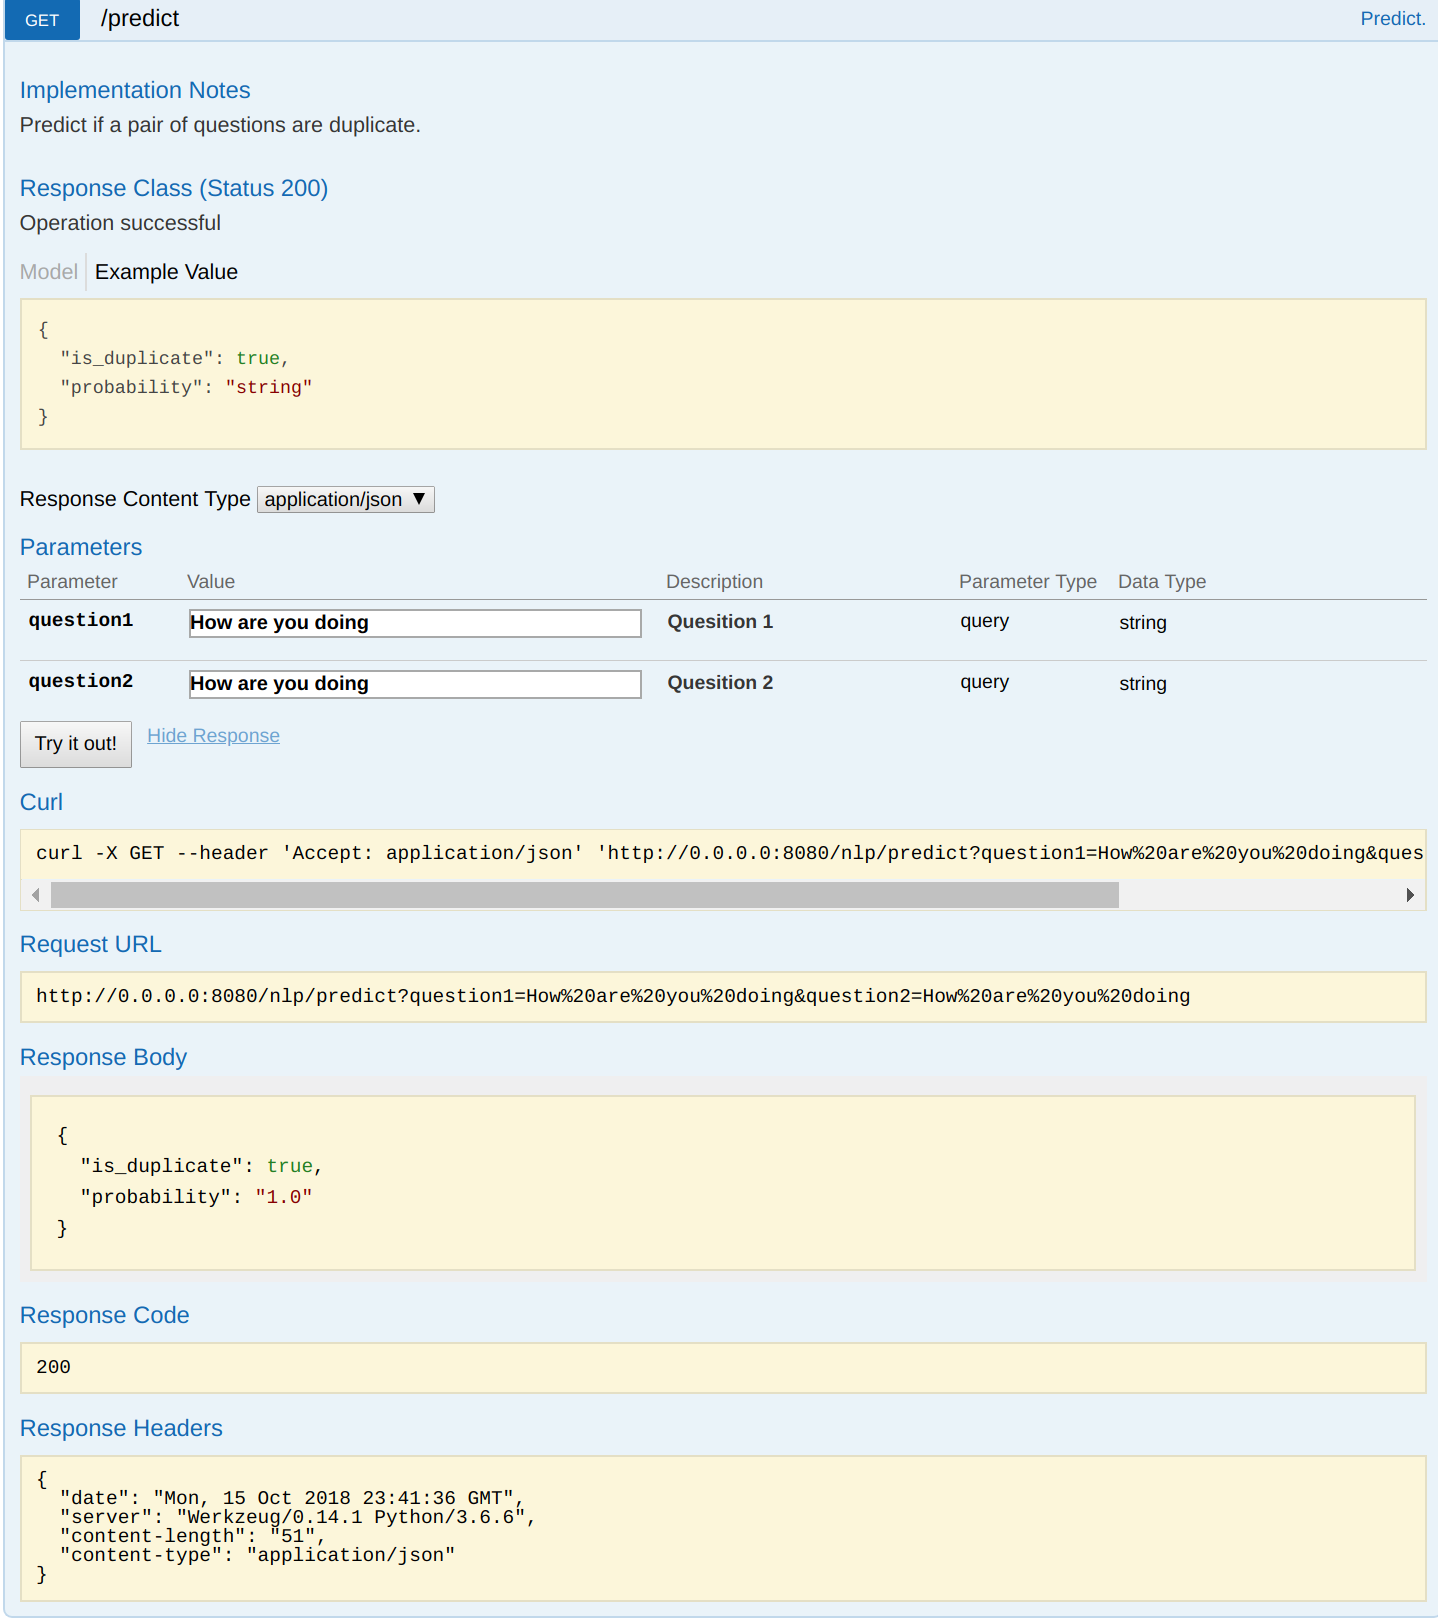 GET /predict Predict.
Implementation Notes
Predict if a pair of questions are duplicate.
Response Class (Status 200)
Operation successful
Model Example Value
{
  "is_duplicate": true,
  "probability": "string"
}
Response Content Type application/json
Parameters
Parameter Value Description Parameter Type Data Type
question1 How are you doing Quesition 1 query string
question2 How are you doing Quesition 2 query string
Try it out! Hide Response
Curl
curl -X GET --header 'Accept: application/json' 'http://0.0.0.0:8080/nlp/predict?question1=How%20are%20you%20doing&ques
Request URL
http://0.0.0.0:8080/nlp/predict?question1=How%20are%20you%20doing&question2=How%20are%20you%20doing
Response Body
{
  "is_duplicate": true,
  "probability": "1.0"
}
Response Code
200
Response Headers
{
  "date": "Mon, 15 Oct 2018 23:41:36 GMT",
  "server": "Werkzeug/0.14.1 Python/3.6.6",
  "content-length": "51",
  "content-type": "application/json"
}